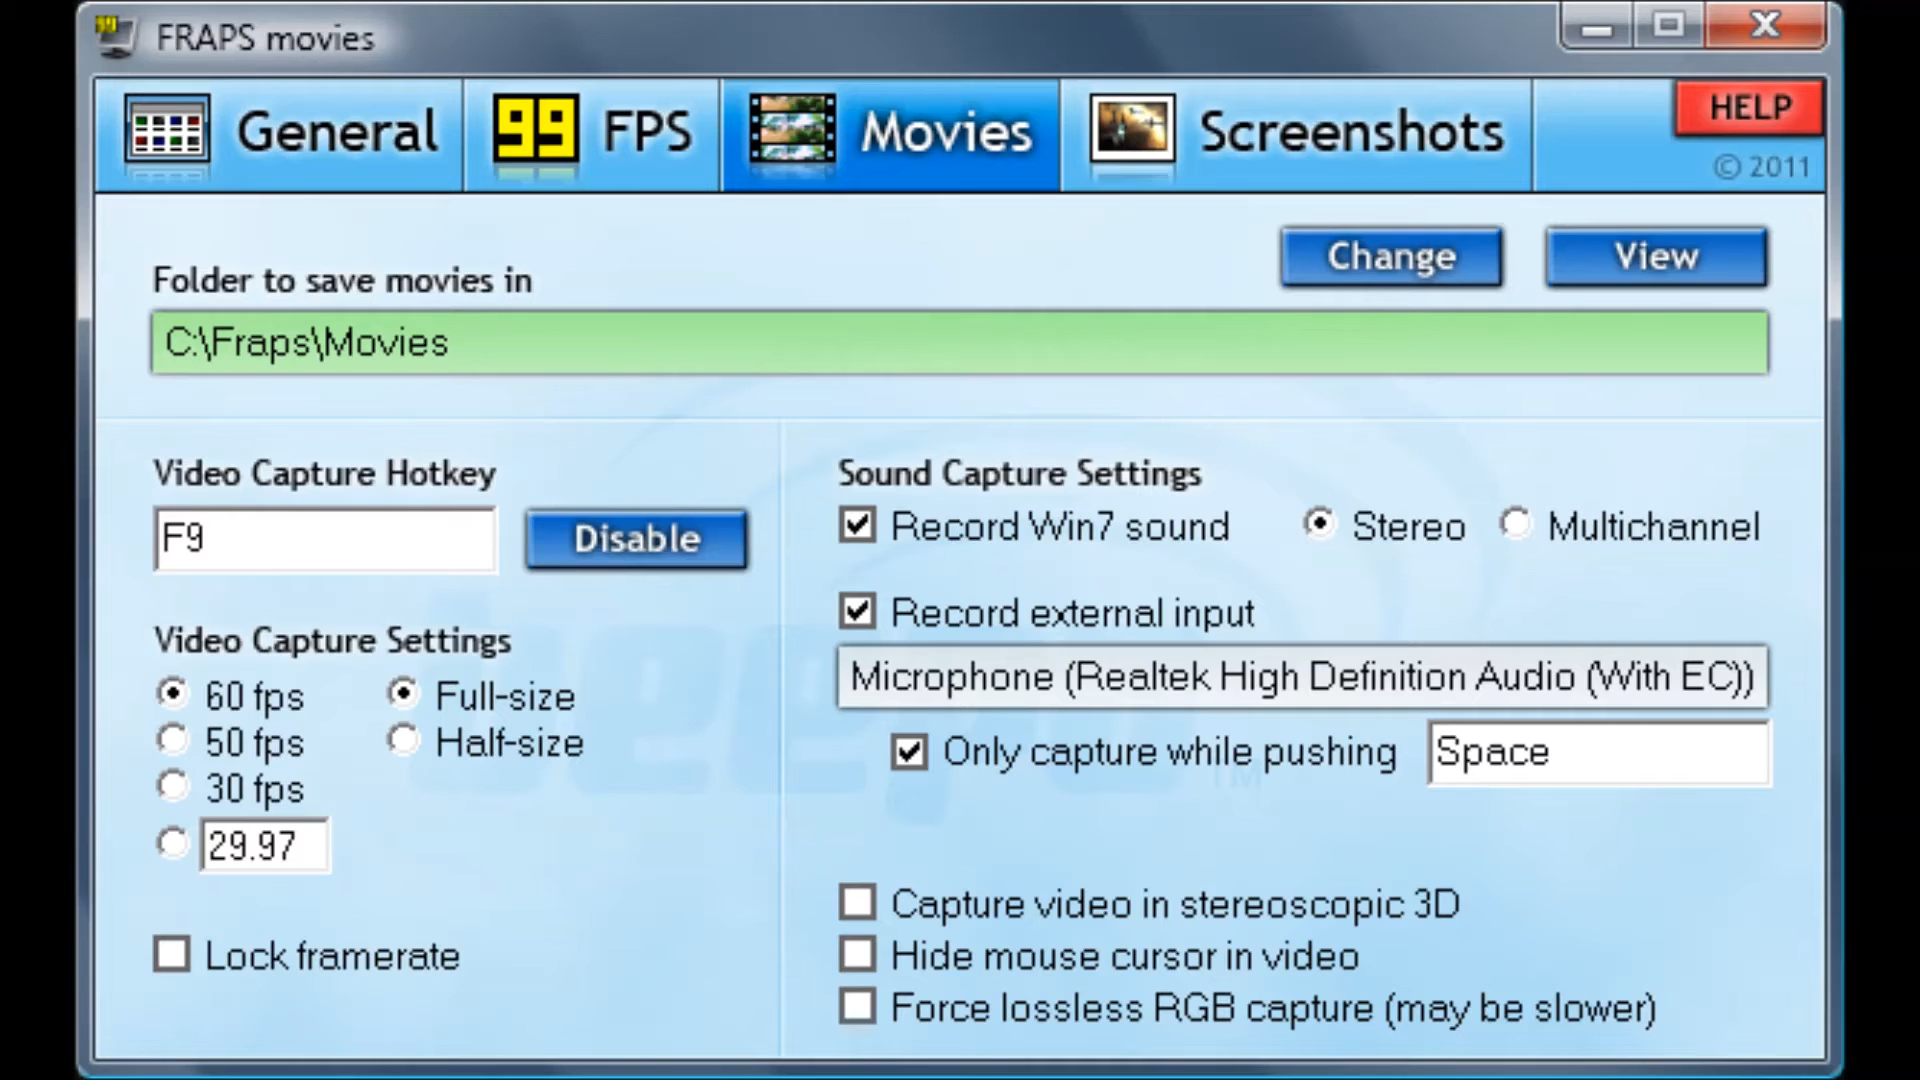 FRAPS movies
General
99 FPS
Movies
Screenshots
HELP
© 2011
Change
View
Folder to save movies in
C:\Fraps\Movies
Video Capture Hotkey
F9
Disable
Video Capture Settings
60 fps
Full-size
50 fps
Half-size
30 fps
29.97
Lock framerate
Sound Capture Settings
Record Win7 sound
Stereo
Multichannel
Record external input
Microphone (Realtek High Definition Audio (With EC))
Only capture while pushing
Space
Capture video in stereoscopic 3D
Hide mouse cursor in video
Force lossless RGB capture (may be slower)